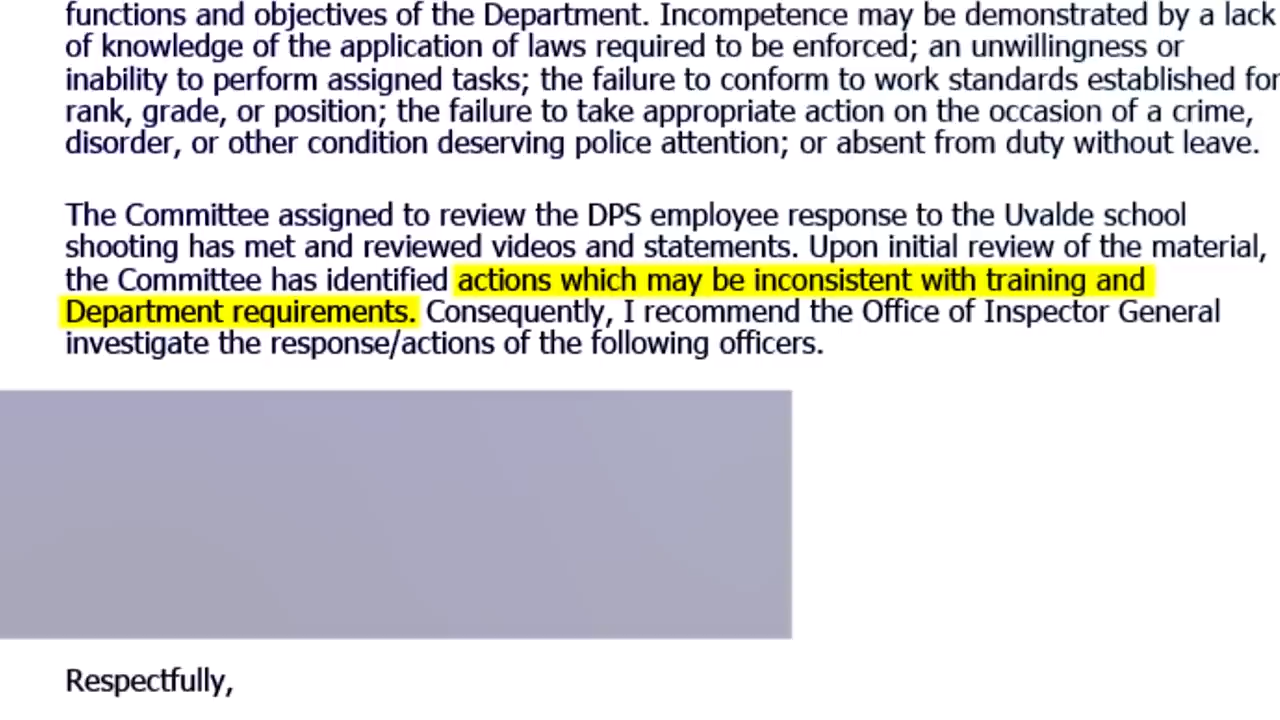 functions and objectives of the Department. Incompetence may be demonstrated by a lack
of knowledge of the application of laws required to be enforced; an unwillingness or
inability to perform assigned tasks; the failure to conform to work standards established for
rank, grade, or position; the failure to take appropriate action on the occasion of a crime,
disorder, or other condition deserving police attention; or absent from duty without leave.
The Committee assigned to review the DPS employee response to the Uvalde school
shooting has met and reviewed videos and statements. Upon initial review of the material,
the Committee has identified actions which may be inconsistent with training and
Department requirements. Consequently, I recommend the Office of Inspector General
investigate the response/actions of the following officers.
Respectfully,